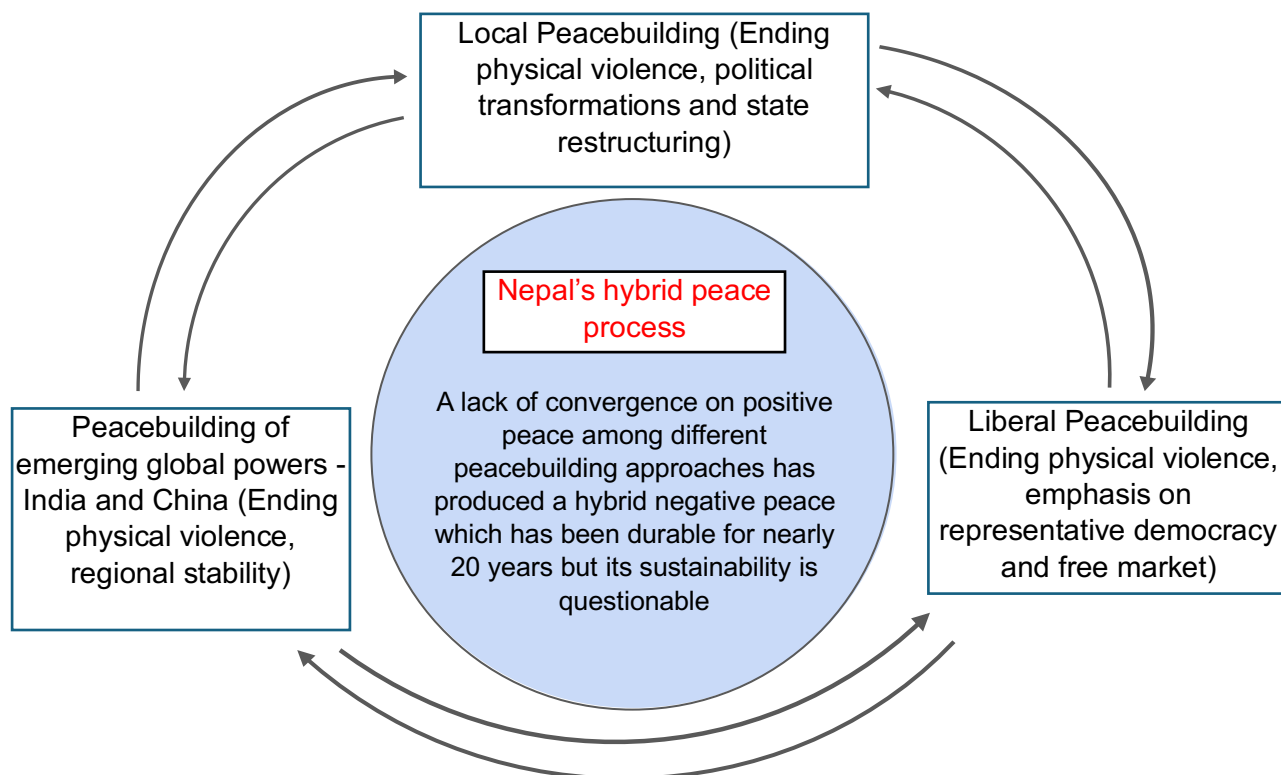 Local Peacebuilding (Ending
physical violence, political
transformations and state
restructuring)
Nepal's hybrid peace
process
A lack of convergence on positive
peace among different
peacebuilding approaches has
produced a hybrid negative peace
which has been durable for nearly
20 years but its sustainability is
questionable
Peacebuilding of
emerging global powers -
India and China (Ending
physical violence,
regional stability)
Liberal Peacebuilding
(Ending physical violence,
emphasis on
representative democracy
and free market)